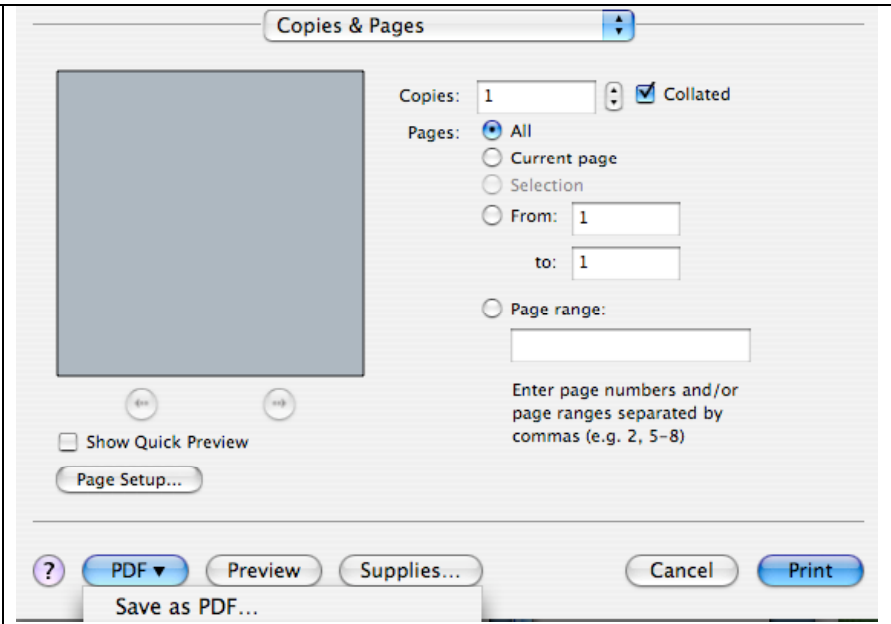 Copies & Pages
Copies: 1 Collated
Pages: All
Current page
Selection
From: 1
to: 1
Page range:
Enter page numbers and/or
page ranges separated by
commas (e.g. 2, 5-8)
Show Quick Preview
Page Setup...
? PDF▼ Preview Supplies... Cancel Print
Save as PDF...